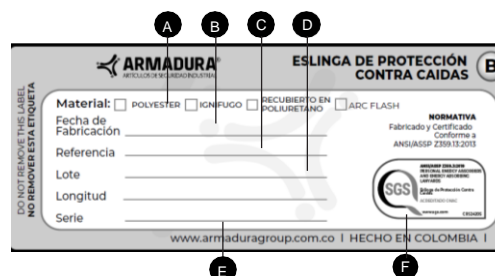 A B C D
ARMADURA®
ARTÍCULOS DE SEGURIDAD INDUSTRIAL
ESLINGA DE PROTECCIÓN
CONTRA CAIDAS
B
DO NOT REMOVE THIS LABEL
NO REMOVER ESTA ETIQUETA
Material: POLYESTER IGNIFUGO RECUBIERTO EN POLIURETANO ARC FLASH
Fecha de
Fabricación
Referencia
Lote
Longitud
Serie
NORMATIVA
Fabricado y Certificado
Conforme a
ANSI/ASSP Z359.13:2013
SGS
www.armaduragroup.com.co I HECHO EN COLOMBIA I
E F